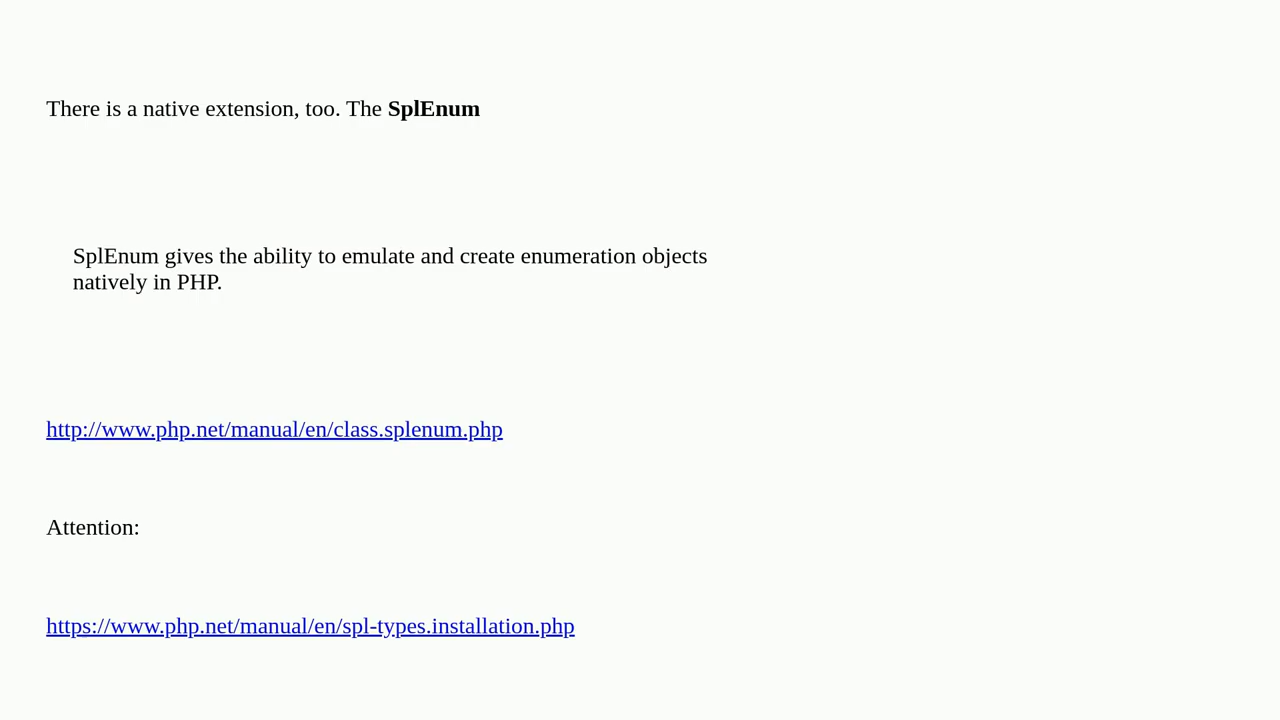 There is a native extension, too. The SplEnum
SplEnum gives the ability to emulate and create enumeration objects
natively in PHP.
http://www.php.net/manual/en/class.splenum.php
Attention:
https://www.php.net/manual/en/spl-types.installation.php